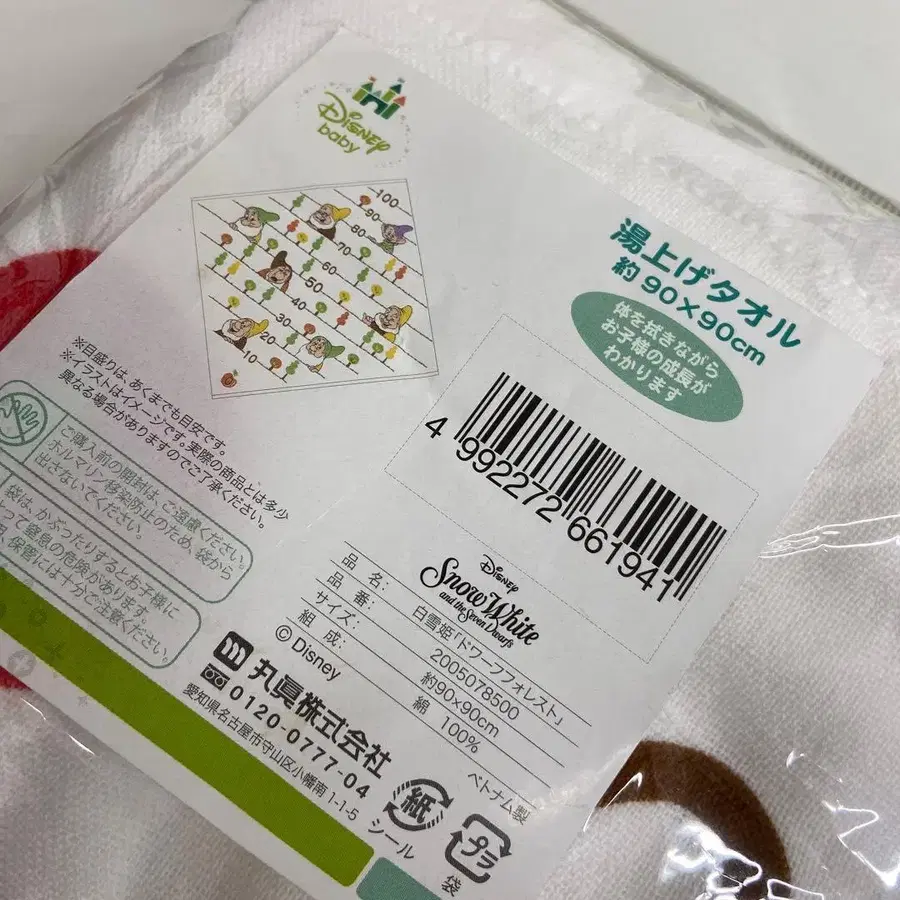 Disney
baby
100
90
80
70
60
50
40
30
20
10
湯上げタオル
約90×90cm
体を拭きながら
お子様の成長が
わかります
※目盛りは、あくまでも目安です。
※イラストはイメージです。実際の商品とは多少
異なる場合がありますのでご了承ください。
ご購入前の開封は、ご遠慮ください。
ホルマリン移染防止のため、袋から
出さないでください。
袋は、かぶったりするとお子様に
って窒息の危険があります。
保管には十分ご注意ください。
4 992272 661941
Disney
Snow White
and the Seven Dwarfs
品名: 白雪姫「ドワーフフォレスト」
品番: 2005078500
サイズ: 約90×90cm
組成: 綿 100%
©Disney
ベトナム製
丸眞株式会社
0120-0777-04
愛知県名古屋市守山区小幡南1-1-5
紙
シール
プラ
袋